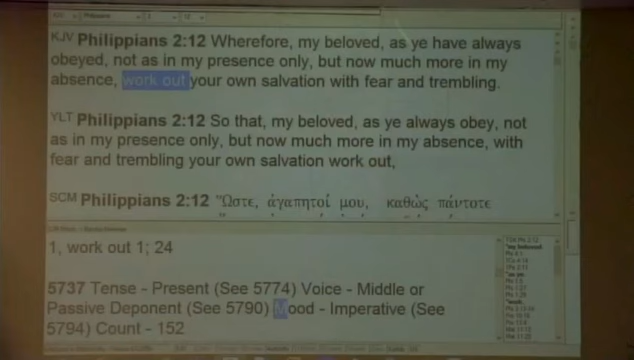 KJV Philippians 2:12 Wherefore, my beloved, as ye have always
obeyed, not as in my presence only, but now much more in my
absence, work out your own salvation with fear and trembling.
YLT Philippians 2:12 So that, my beloved, as ye always obey, not
as in my presence only, but now much more in my absence, with
fear and trembling your own salvation work out,
SCM Philippians 2:12 Ὥστε, ἀγαπητοί μου, καθὼς πάντοτε
1, work out 1; 24
5737 Tense - Present (See 5774) Voice - Middle or
Passive Deponent (See 5790) Mood - Imperative (See
5794) Count - 152